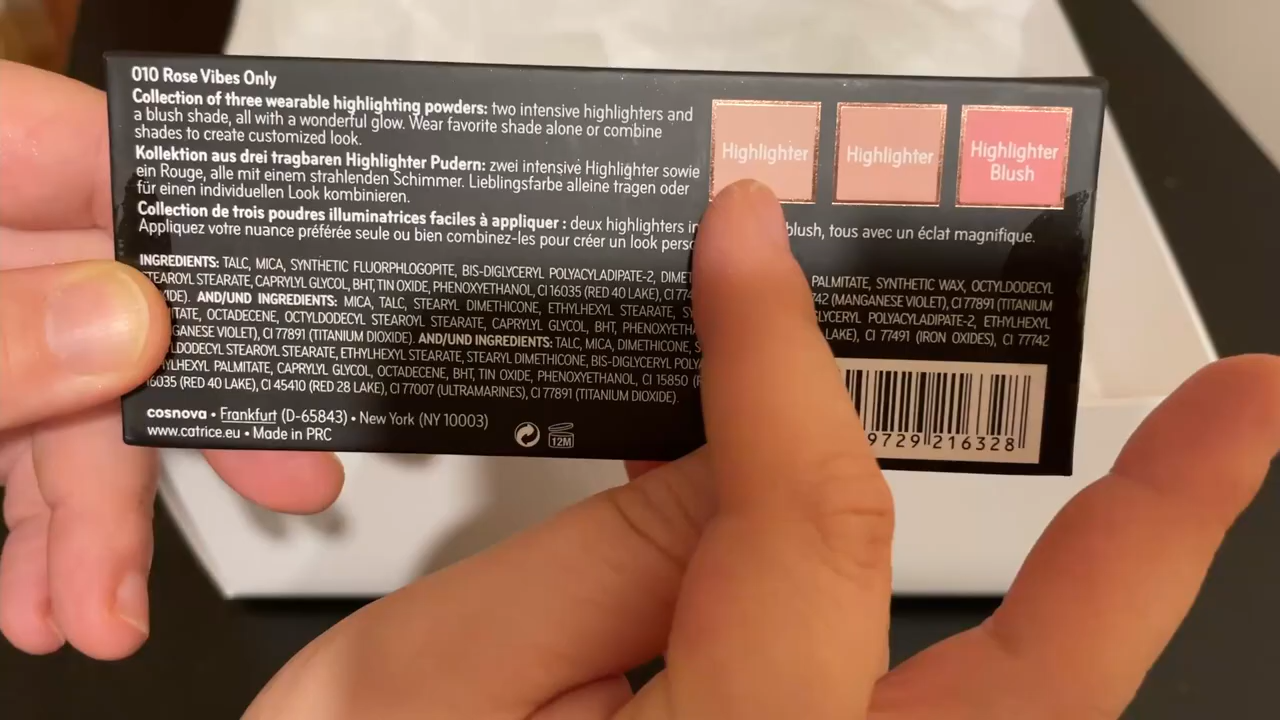 010 Rose Vibes Only
Collection of three wearable highlighting powders: two intensive highlighters and
a blush shade, all with a wonderful glow. Wear favorite shade alone or combine
shades to create customized look.
Kollektion aus drei tragbaren Highlighter Pudern: zwei intensive Highlighter sowie
ein Rouge, alle mit einem strahlenden Schimmer. Lieblingsfarbe alleine tragen oder
für einen individuellen Look kombinieren.
Collection de trois poudres illuminatrices faciles à appliquer : deux highlighters blush, tous avec un éclat magnifique.
Appliquez votre nuance préférée seule ou bien combinez-les pour créer un look
Highlighter
Highlighter
Highlighter
Blush
INGREDIENTS: TALC, MICA, SYNTHETIC FLUORPHLOGOPITE, BIS-DIGLYCERYL POLYACYLADIPATE-2, PALMITATE, SYNTHETIC WAX, OCTYLDODECYL
STEAROYL STEARATE, CAPRYLYL GLYCOL, BHT, TIN OXIDE, PHENOXYETHANOL, CI 16035 (RED 40 LAKE), (MANGANESE VIOLET), CI 77891 (TITANIUM
AND/UND INGREDIENTS: MICA, TALC, STEARYL DIMETHICONE, ETHYLHEXYL STEARATE, POLYACYLADIPATE-2, ETHYLHEXYL
OCTADECENE, OCTYLDODECYL STEAROYL STEARATE, CAPRYLYL GLYCOL, BHT, LAKE), CI 77491 (IRON OXIDES), CI 77742
VIOLET), CI 77891 (TITANIUM DIOXIDE). AND/UND INGREDIENTS: TALC, MICA, DIMETHICONE,
STEAROYL STEARATE, ETHYLHEXYL STEARATE, STEARYL DIMETHICONE, BIS-DIGLYCERYL
PALMITATE, CAPRYLYL GLYCOL, OCTADECENE, BHT, TIN OXIDE, PHENOXYETHANOL, CI 15850
(RED 40 LAKE), CI 45410 (RED 28 LAKE), CI 77007 (ULTRAMARINES), CI 77891 (TITANIUM DIOXIDE).
cosnova • Frankfurt (D-65843) • New York (NY 10003)
www.catrice.eu • Made in PRC
12M
9729 216328